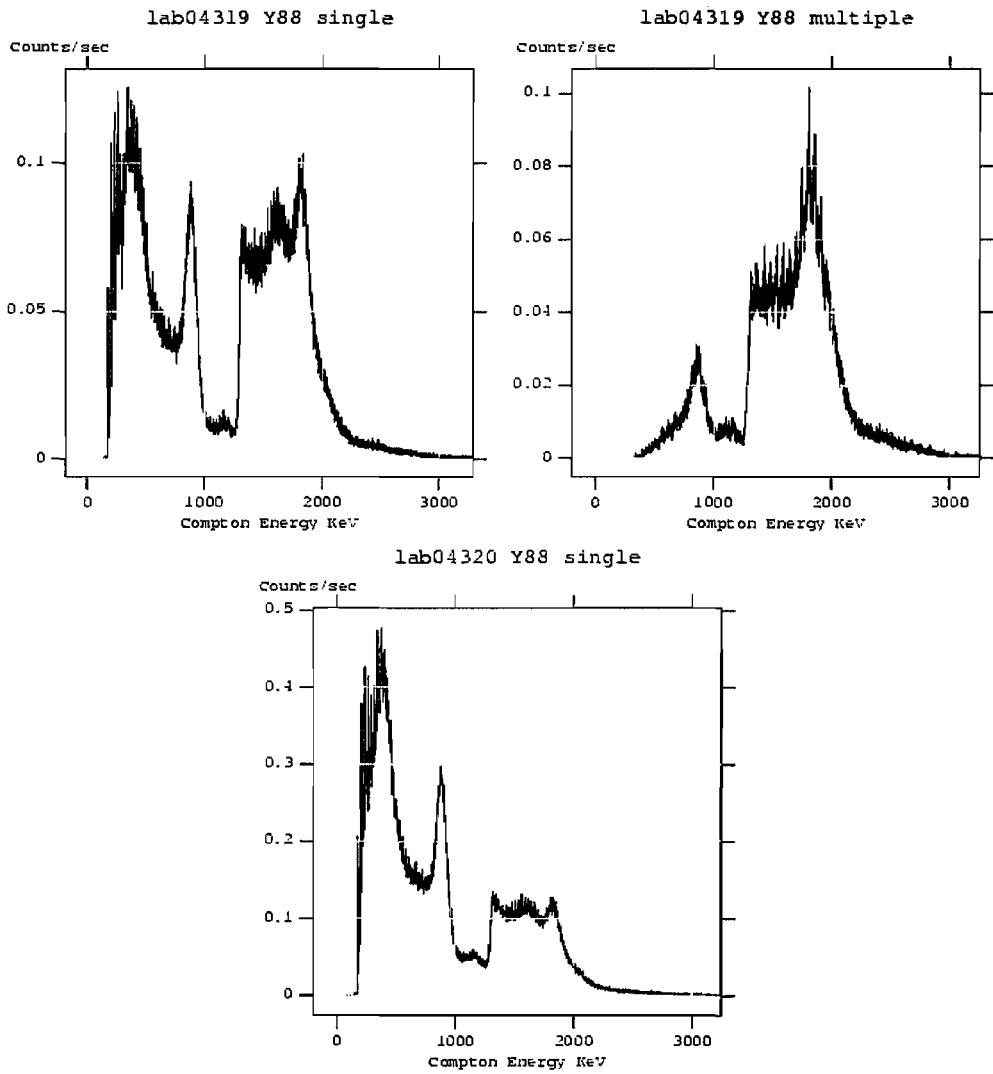 lab04319 Y88 single
Counts/sec
0.1
0.05
0
0 1000 2000 3000
Compton Energy KeV
lab04319 Y88 multiple
Counts/sec
0.1
0.08
0.06
0.04
0.02
0
0 1000 2000 3000
Compton Energy KeV
lab04320 Y88 single
Counts/sec
0.5
0.4
0.3
0.2
0.1
0
0 1000 2000 3000
Compton Energy KeV